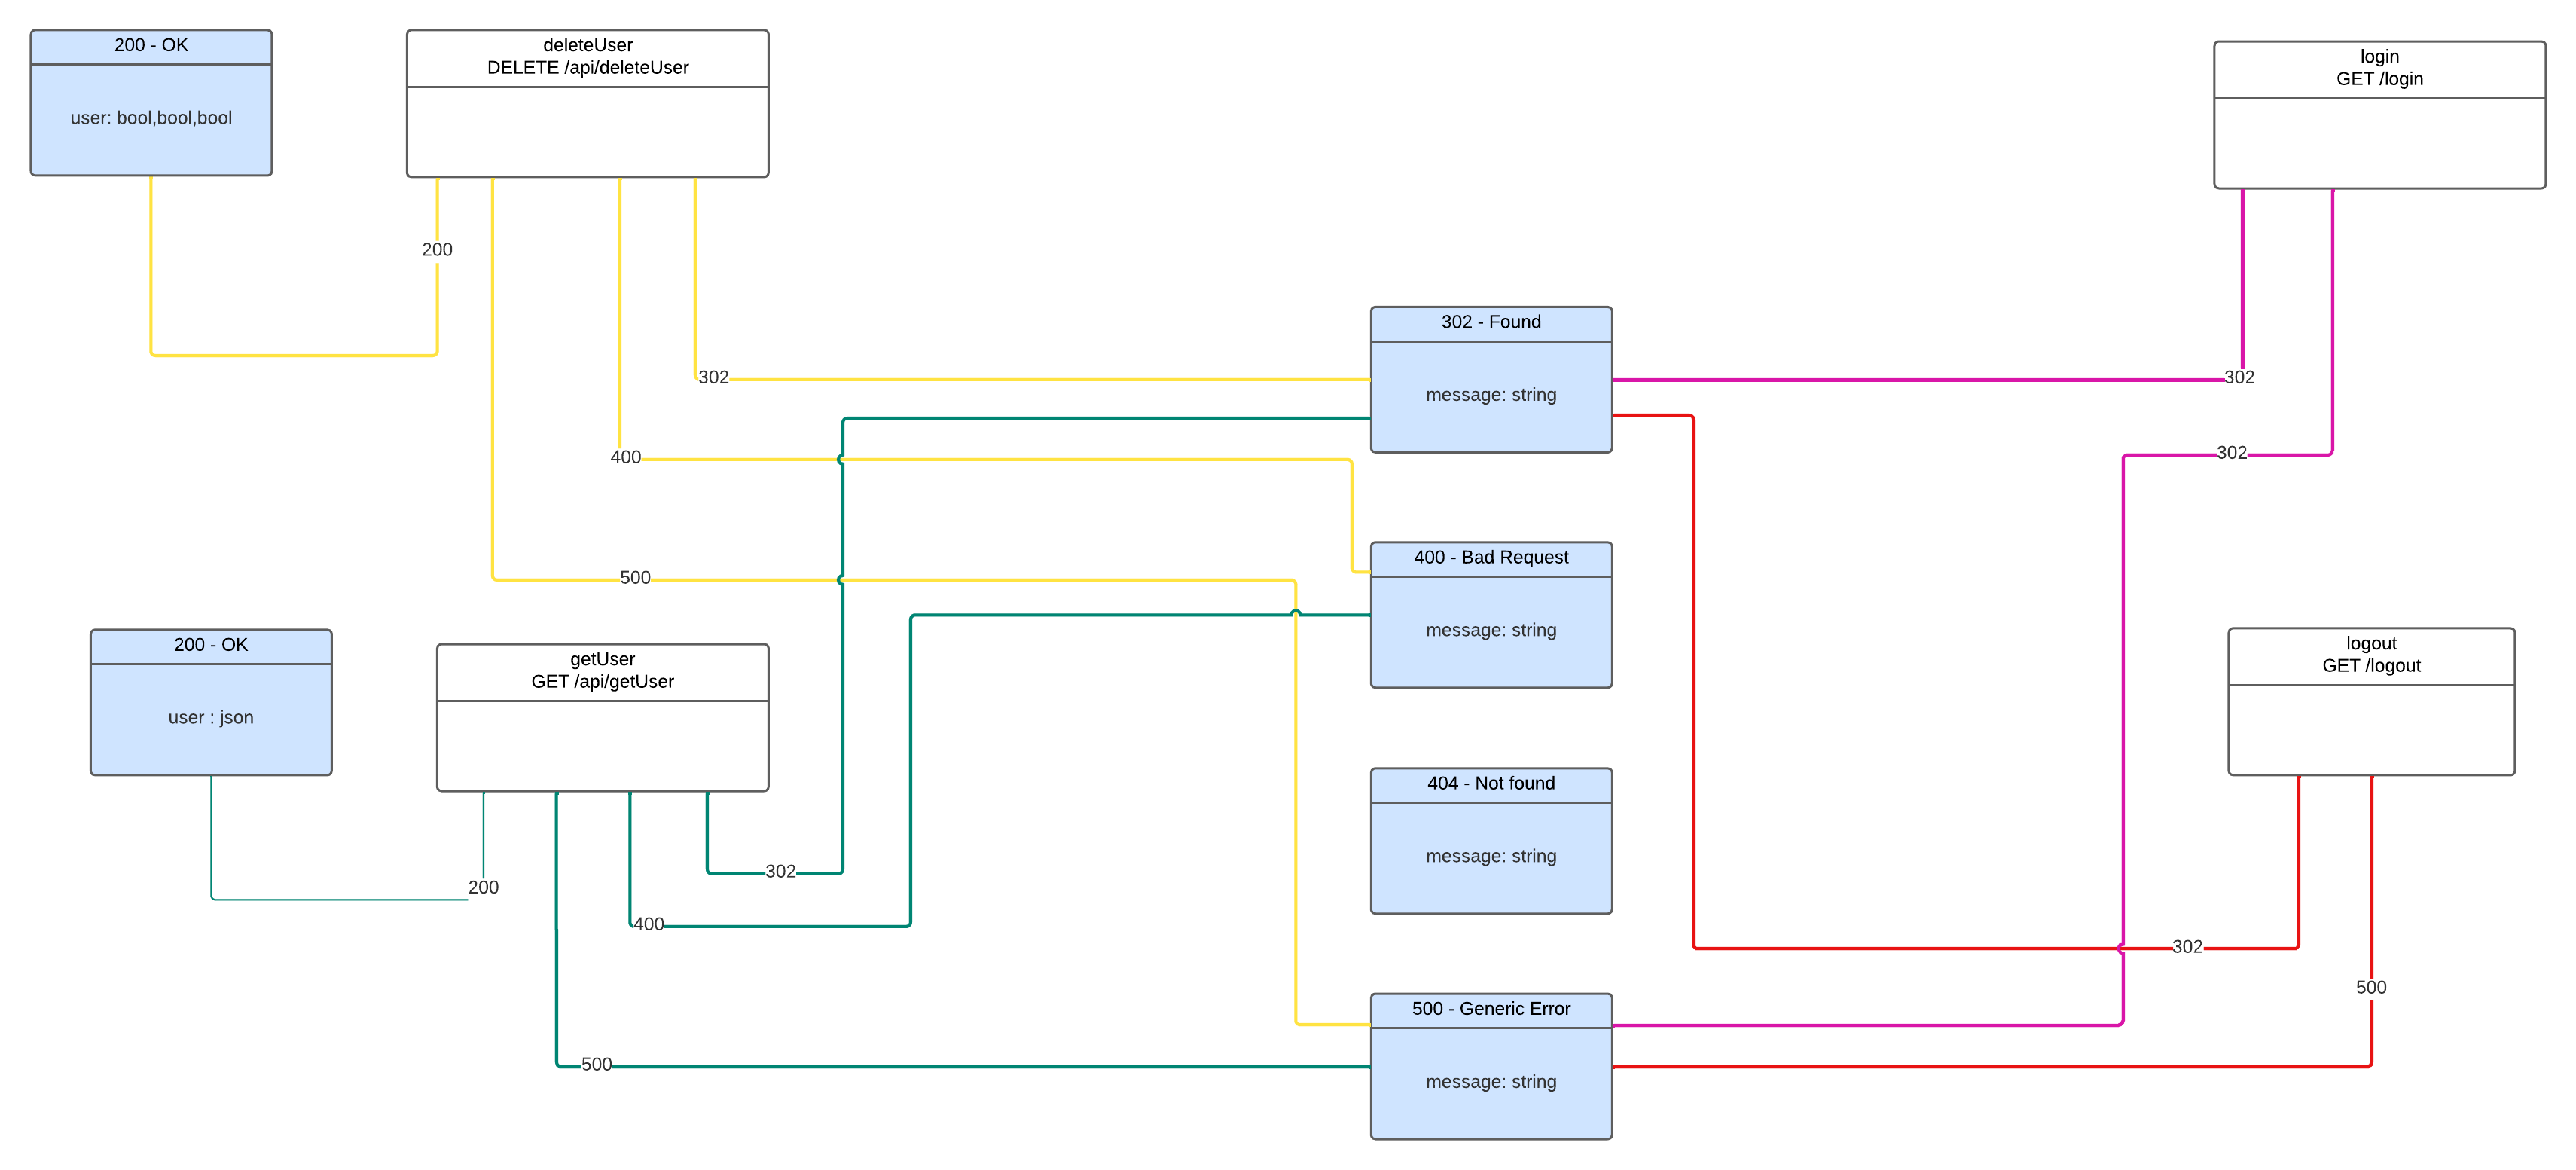 200 - OK
user: bool,bool,bool
deleteUser
DELETE /api/deleteUser
200
302
400
500
login
GET /login
302
302
302 - Found
message: string
400 - Bad Request
message: string
404 - Not found
message: string
500 - Generic Error
message: string
200 - OK
user : json
getUser
GET /api/getUser
200
302
400
500
logout
GET /logout
302
500